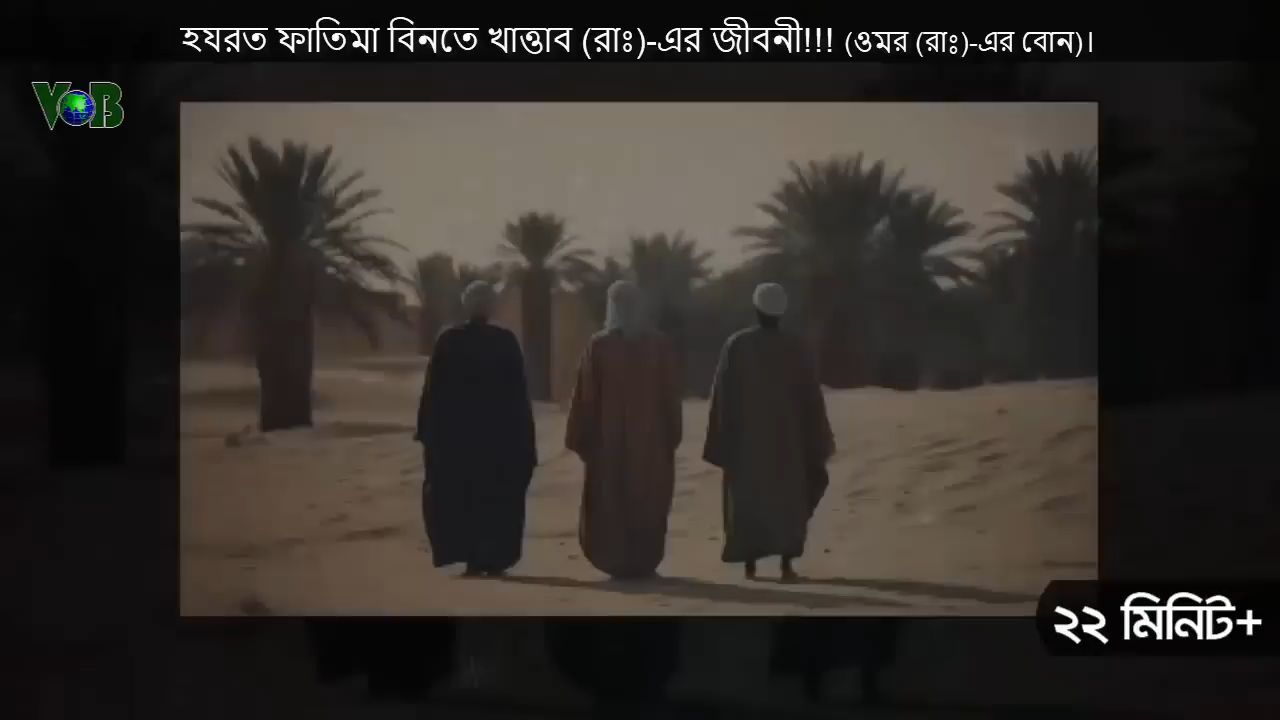 হযরত ফাতিমা বিনতে খাত্তাব (রাঃ)-এর জীবনী!!! (ওমর (রাঃ)-এর বোন)।
VOB
২২ মিনিট+